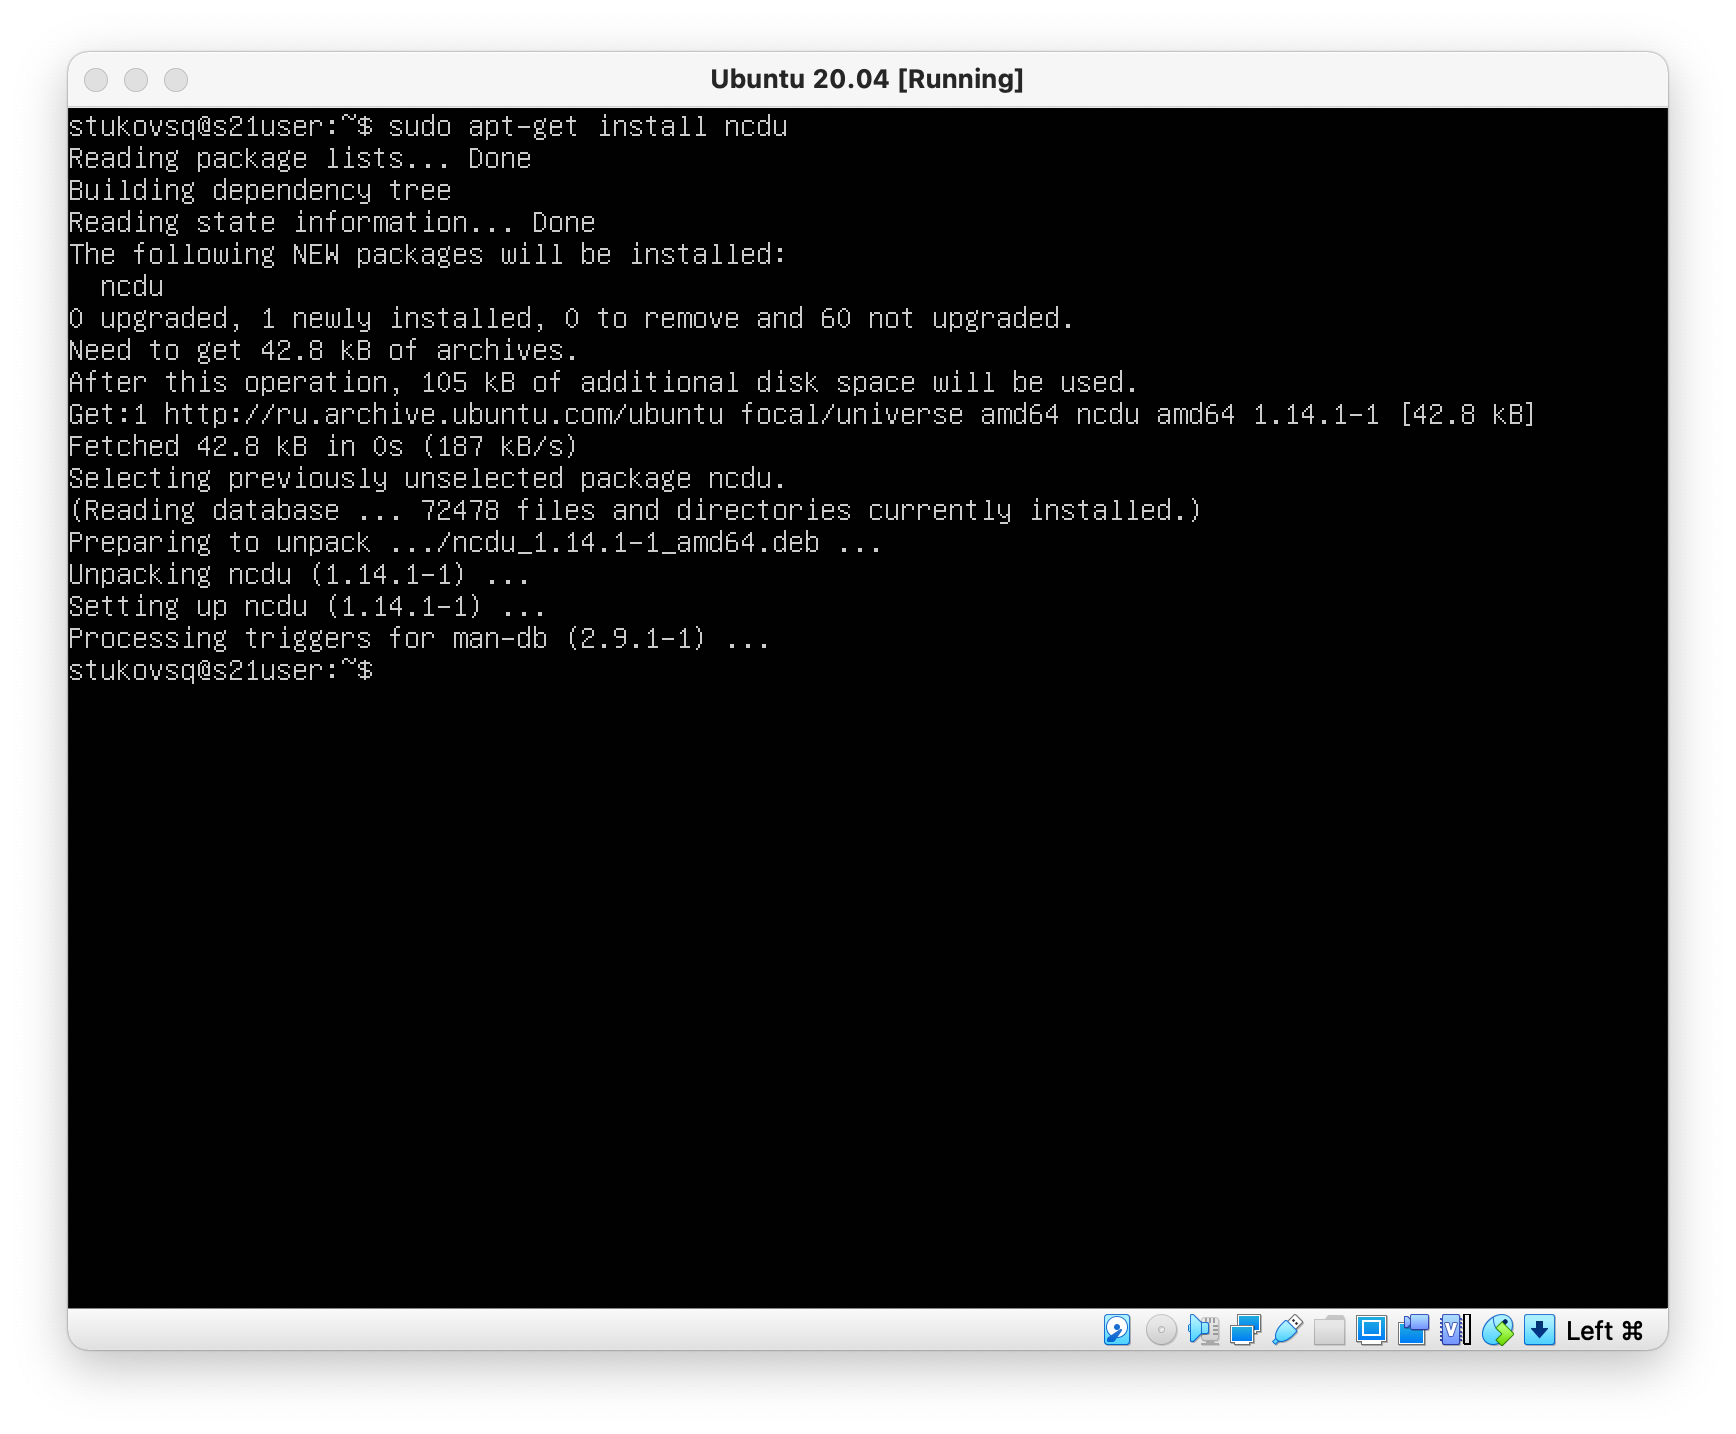 Ubuntu 20.04 [Running]
stukovsq@s21user:~$ sudo apt-get install ncdu
Reading package lists... Done
Building dependency tree
Reading state information... Done
The following NEW packages will be installed:
  ncdu
0 upgraded, 1 newly installed, 0 to remove and 60 not upgraded.
Need to get 42.8 kB of archives.
After this operation, 105 kB of additional disk space will be used.
Get:1 http://ru.archive.ubuntu.com/ubuntu focal/universe amd64 ncdu amd64 1.14.1-1 [42.8 kB]
Fetched 42.8 kB in 0s (187 kB/s)
Selecting previously unselected package ncdu.
(Reading database ... 72478 files and directories currently installed.)
Preparing to unpack .../ncdu_1.14.1-1_amd64.deb ...
Unpacking ncdu (1.14.1-1) ...
Setting up ncdu (1.14.1-1) ...
Processing triggers for man-db (2.9.1-1) ...
stukovsq@s21user:~$
Left ⌘